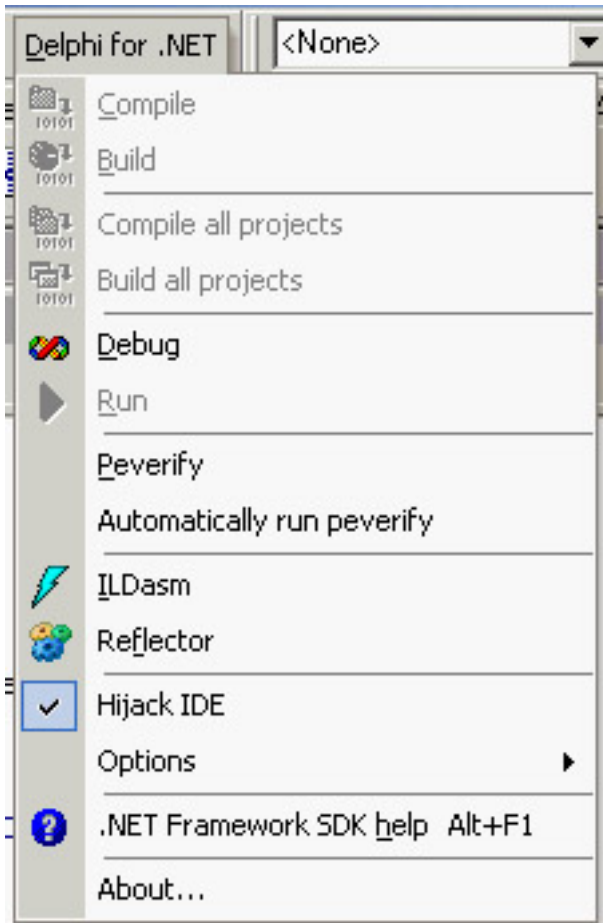 Delphi for .NET
<None>
Compile
Build
Compile all projects
Build all projects
Debug
Run
Peverify
Automatically run peverify
ILDasm
Reflector
Hijack IDE
Options
.NET Framework SDK help Alt+F1
About...